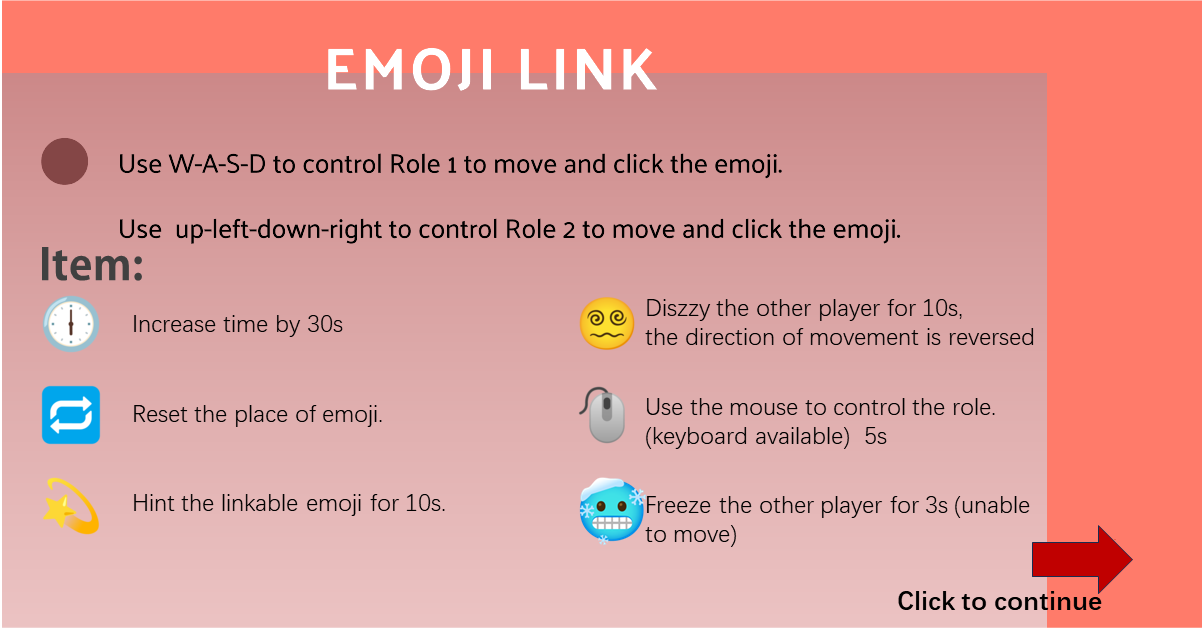 EMOJI LINK
Use W-A-S-D to control Role 1 to move and click the emoji.
Use  up-left-down-right to control Role 2 to move and click the emoji.
Item:
Increase time by 30s
Reset the place of emoji.
Hint the linkable emoji for 10s.
Diszzy the other player for 10s,
the direction of movement is reversed
Use the mouse to control the role.
(keyboard available)  5s
Freeze the other player for 3s (unable
to move)
Click to continue